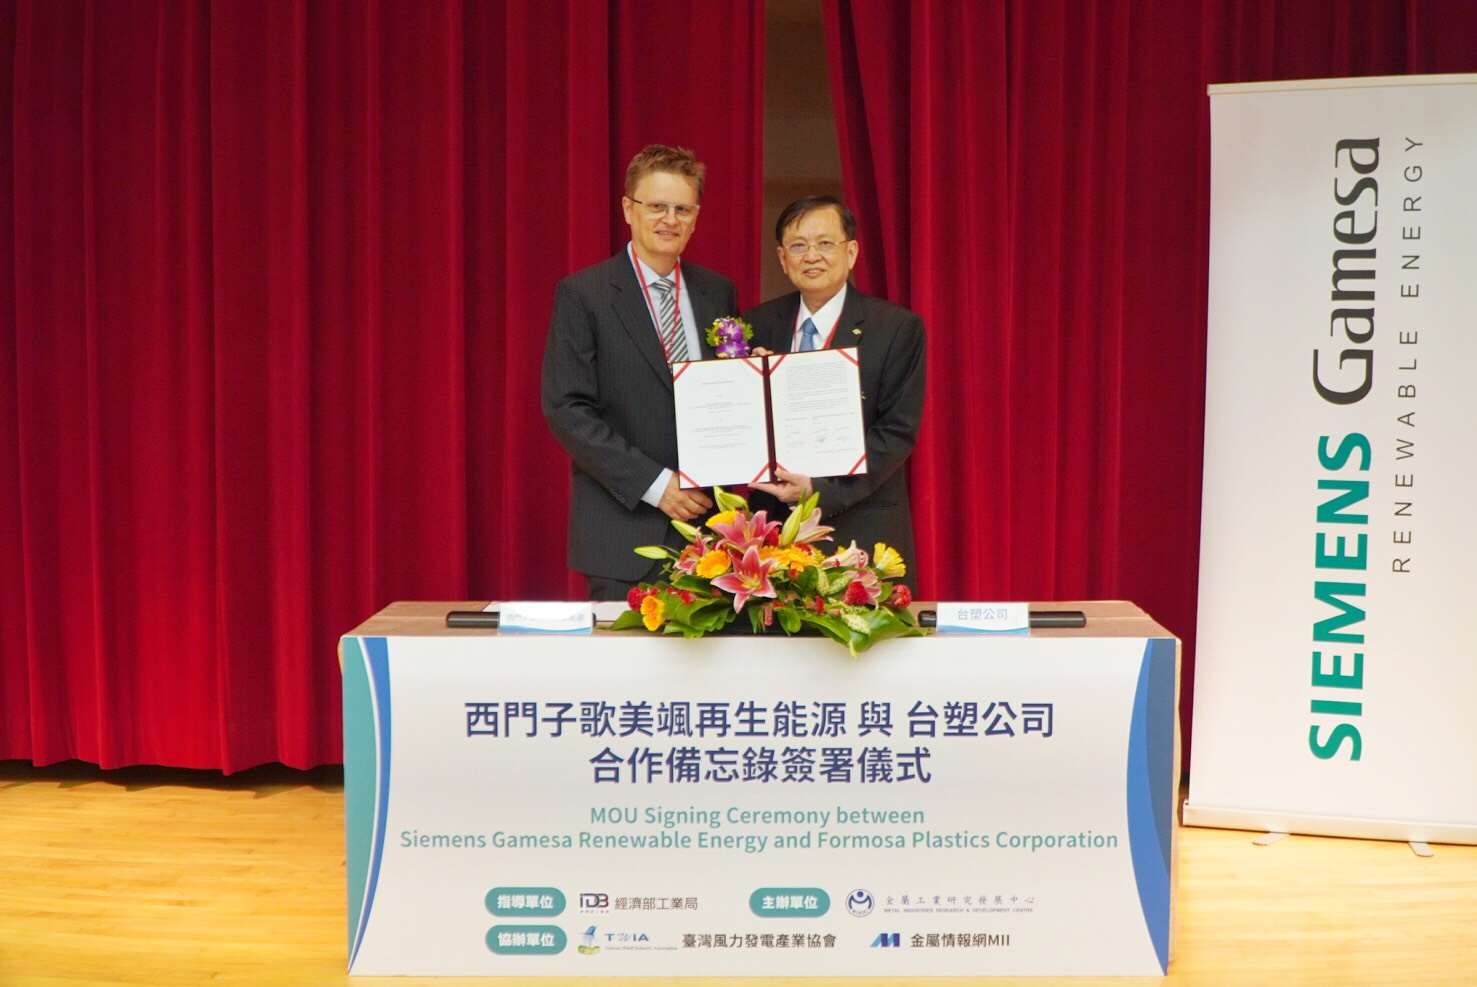 SIEMENS Gamesa
RENEWABLE ENERGY
台塑公司
西門子歌美颯再生能源 與 台塑公司
合作備忘錄簽署儀式
MOU Signing Ceremony between
Siemens Gamesa Renewable Energy and Formosa Plastics Corporation
指導單位 IDB 經濟部工業局 主辦單位 金屬工業研究發展中心
METAL INDUSTRIES RESEARCH & DEVELOPMENT CENTRE
協辦單位 TWIA 臺灣風力發電產業協會 金屬情報網MII
Taiwan Wind Industry Association